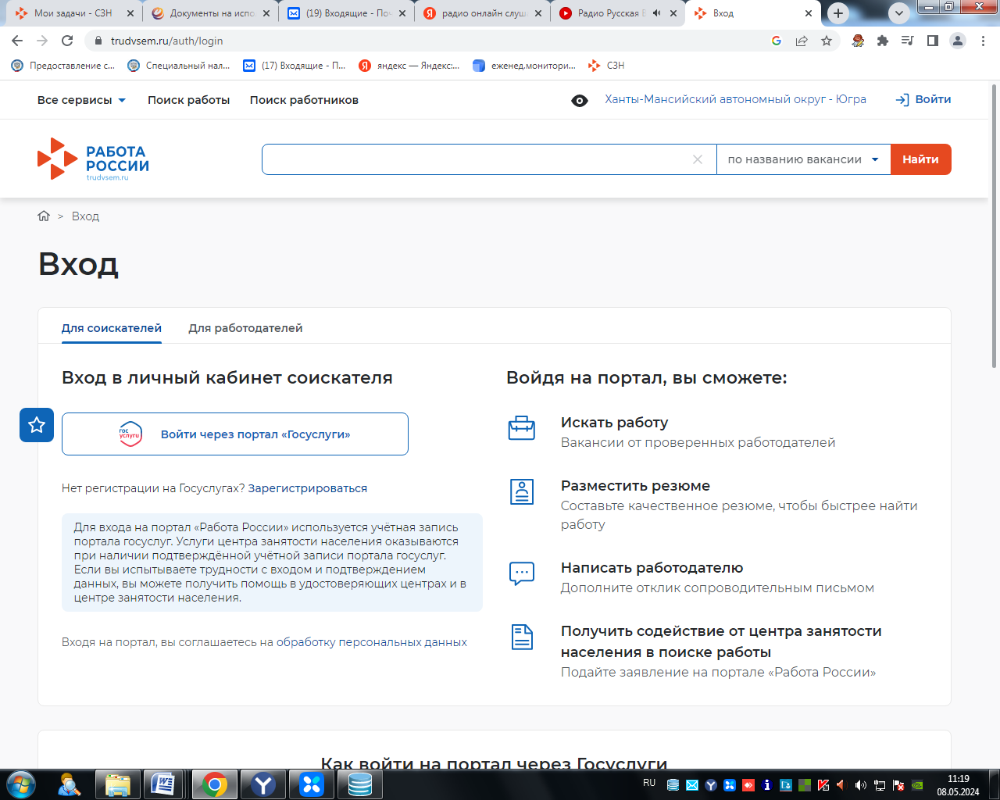 Мои задачи - СЗН
Документы на испо
(19) Входящие - Поч
радио онлайн слуш
Радио Русская В
Вход
trudvsem.ru/auth/login
Предоставление с...
Специальный нал...
(17) Входящие - П...
яндекс — Яндекс:...
еженед.монитори...
СЗН
Все сервисы
Поиск работы
Поиск работников
Ханты-Мансийский автономный округ - Югра
Войти
РАБОТА
РОССИИ
trudvsem.ru
по названию вакансии
Найти
> Вход
Вход
Для соискателей
Для работодателей
Вход в личный кабинет соискателя
гос
услуги
Войти через портал «Госуслуги»
Нет регистрации на Госуслугах? Зарегистрироваться
Для входа на портал «Работа России» используется учётная запись
портала госуслуг. Услуги центра занятости населения оказываются
при наличии подтверждённой учётной записи портала госуслуг.
Если вы испытываете трудности с входом и подтверждением
данных, вы можете получить помощь в удостоверяющих центрах и в
центре занятости населения.
Входя на портал, вы соглашаетесь на обработку персональных данных
Войдя на портал, вы сможете:
Искать работу
Вакансии от проверенных работодателей
Разместить резюме
Составьте качественное резюме, чтобы быстрее найти
работу
Написать работодателю
Дополните отклик сопроводительным письмом
Получить содействие от центра занятости
населения в поиске работы
Подайте заявление на портале «Работа России»
Как войти на портал через Госуслуги
RU
11:19
08.05.2024